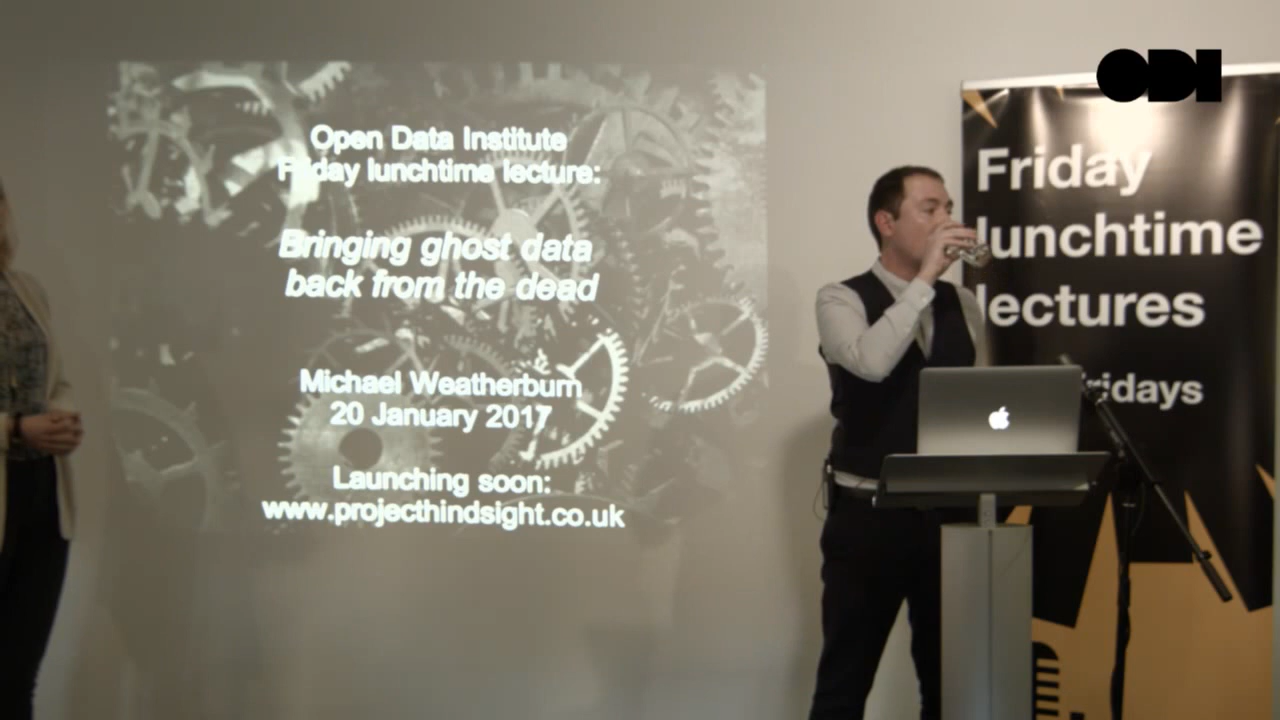 Open Data Institute
Friday lunchtime lecture:
Bringing ghost data
back from the dead
Michael Weatherburn
20 January 2017
Launching soon:
www.projecthindsight.co.uk
ODI
Friday
lunchtime
lectures